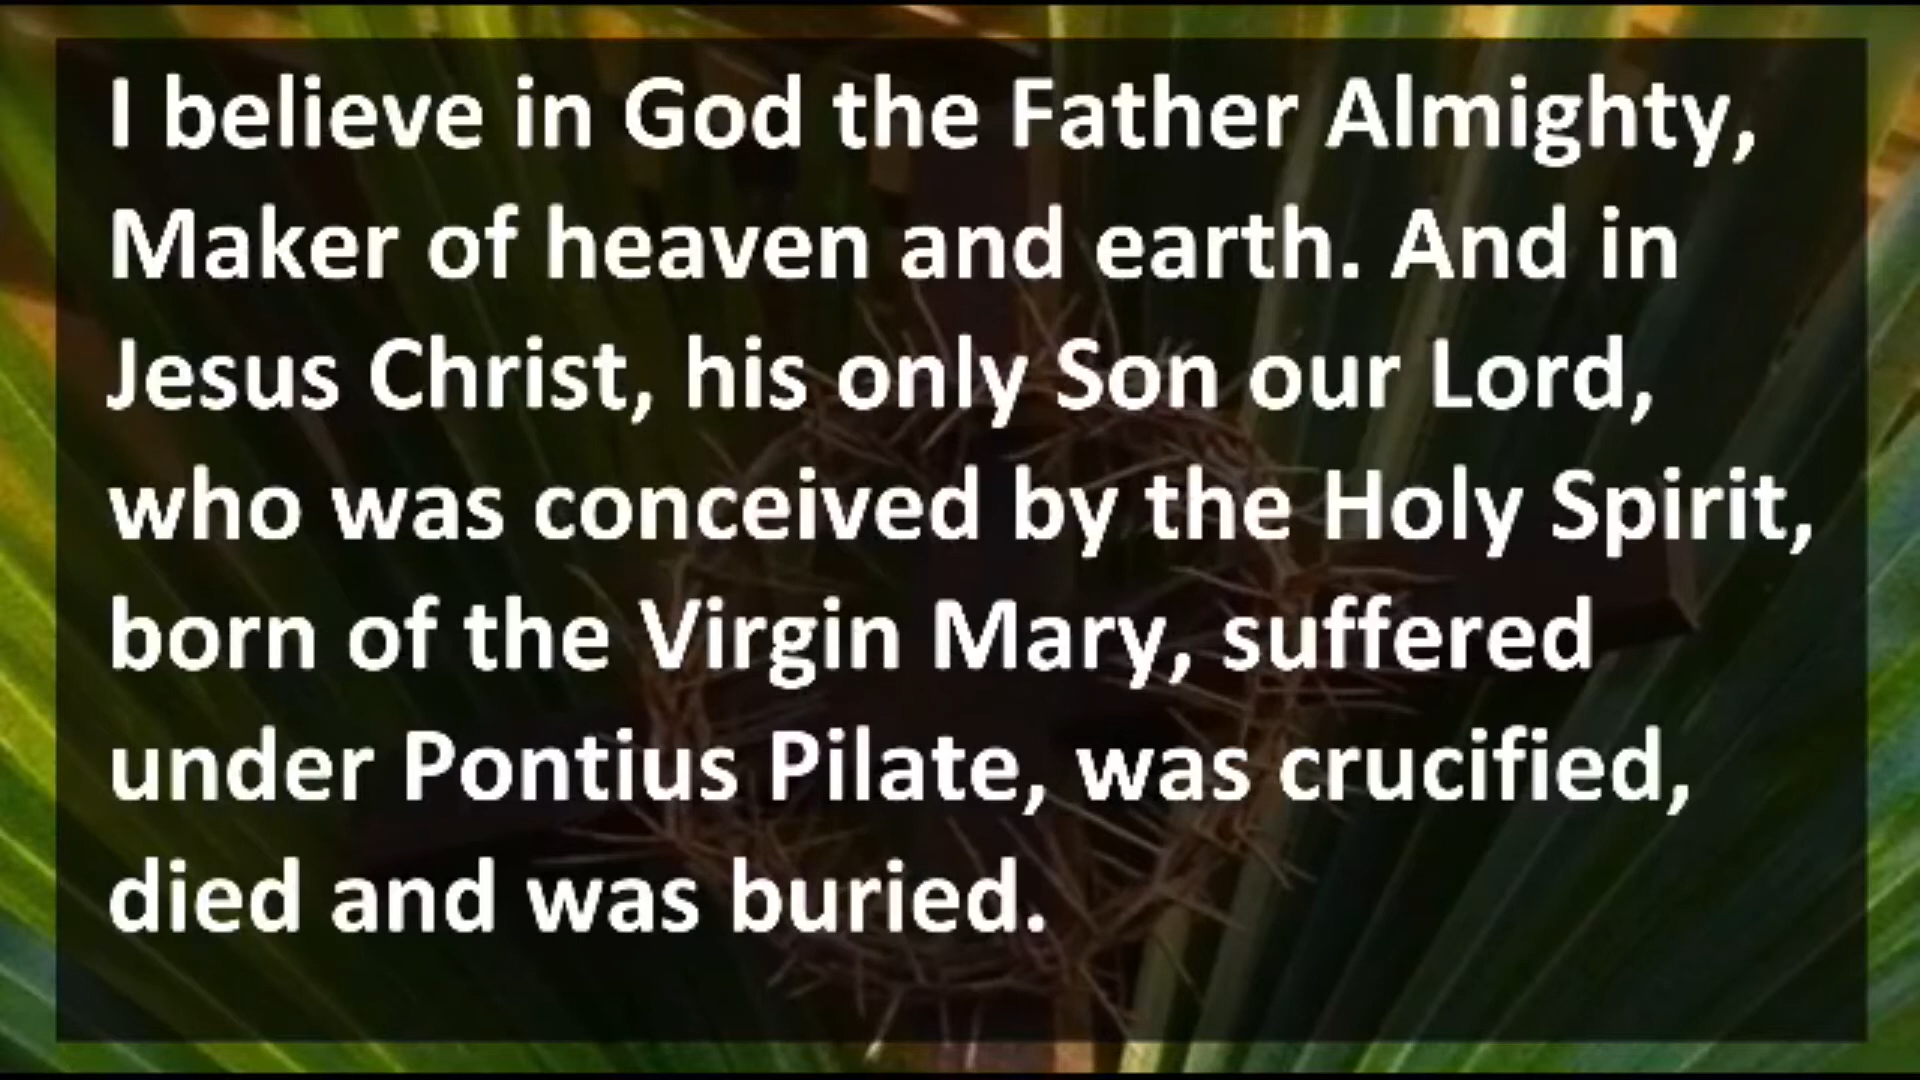 I believe in God the Father Almighty,
Maker of heaven and earth. And in
Jesus Christ, his only Son our Lord,
who was conceived by the Holy Spirit,
born of the Virgin Mary, suffered
under Pontius Pilate, was crucified,
died and was buried.